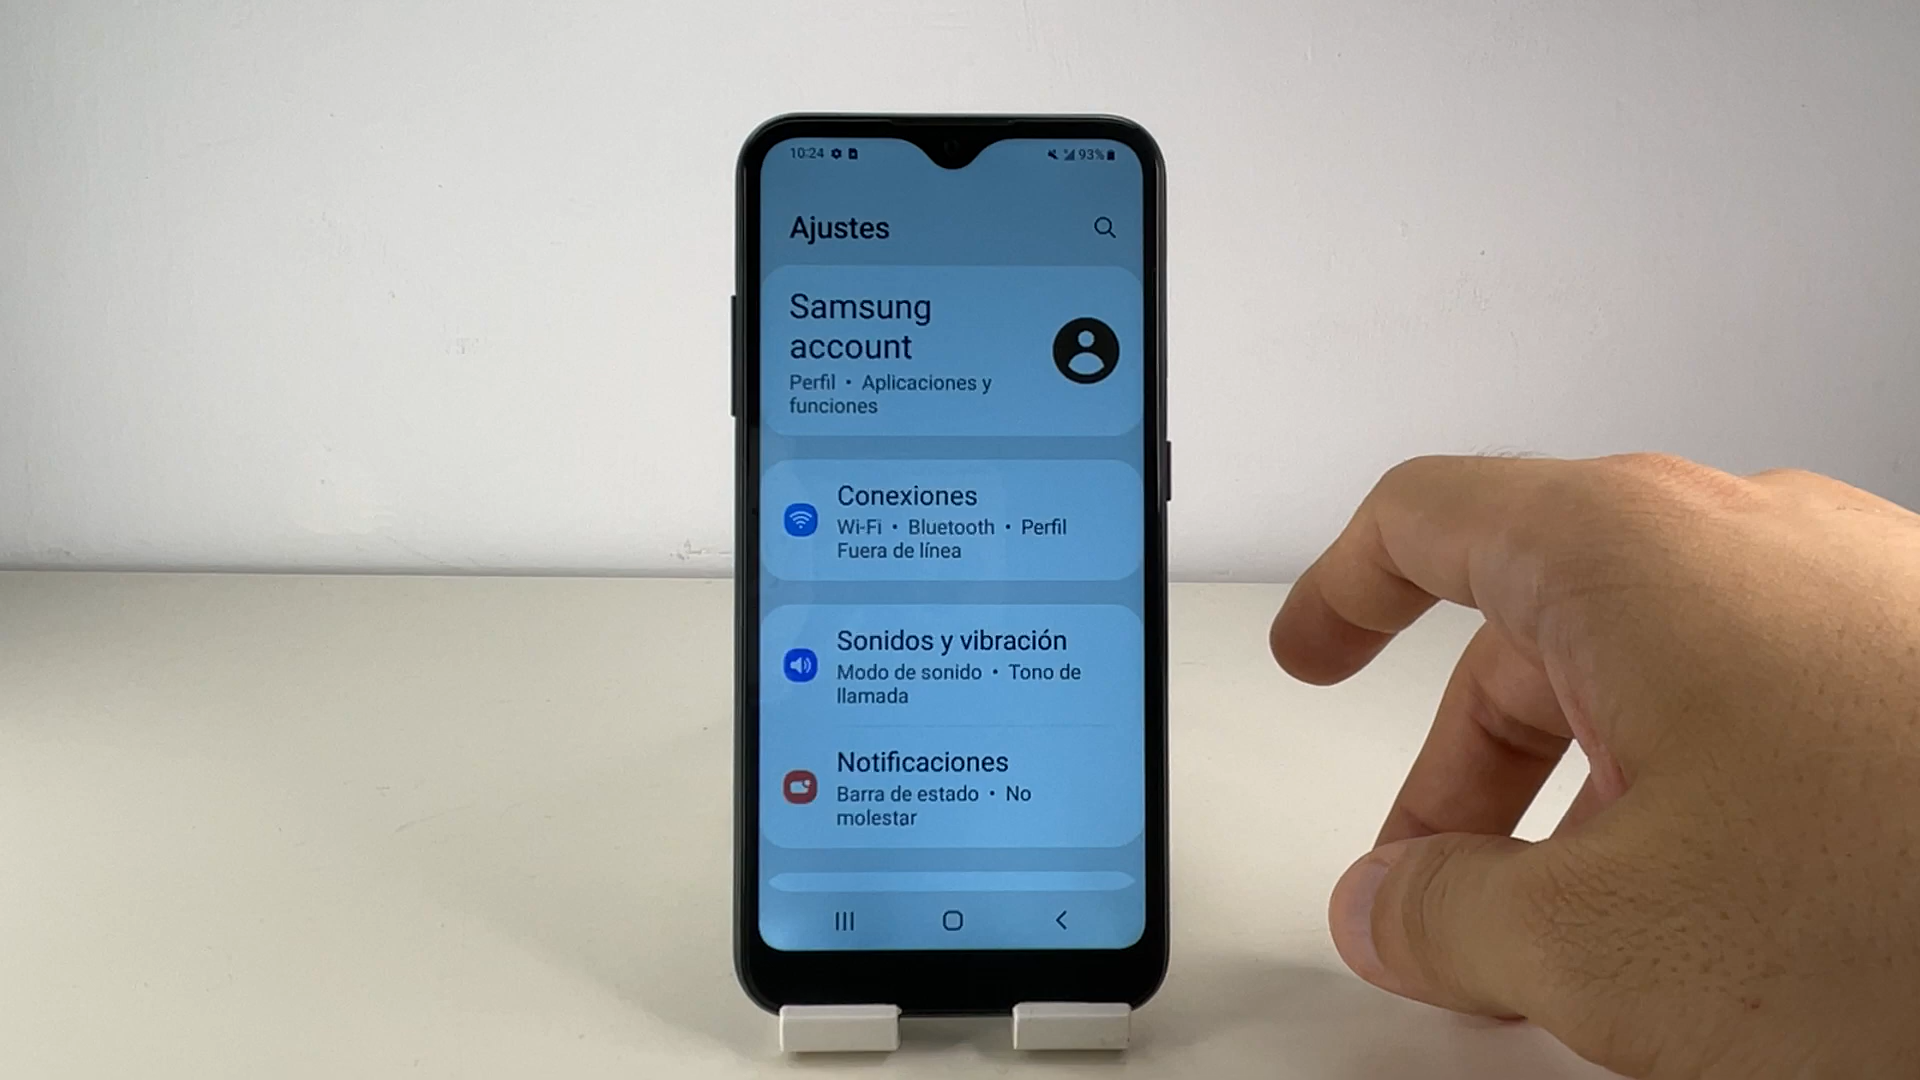 10:24 93%
Ajustes
Samsung
account
Perfil • Aplicaciones y
funciones
Conexiones
Wi-Fi • Bluetooth • Perfil
Fuera de línea
Sonidos y vibración
Modo de sonido • Tono de
llamada
Notificaciones
Barra de estado • No
molestar